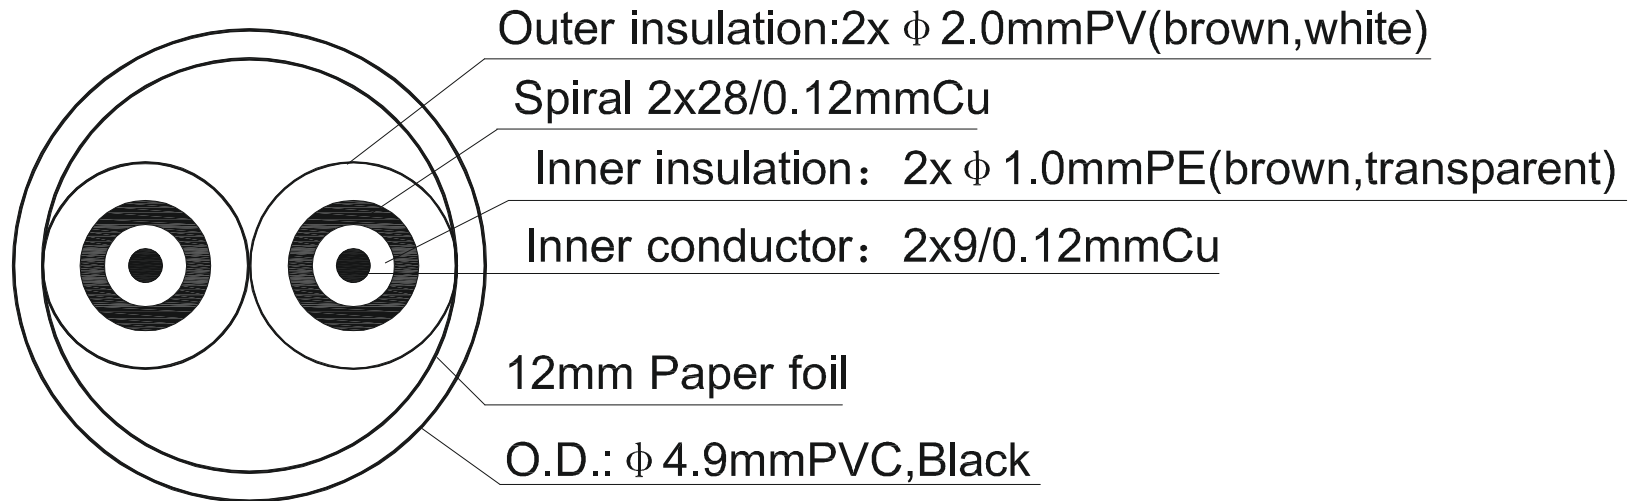 Outer insulation:2x ф 2.0mmPV(brown,white)
Spiral 2x28/0.12mmCu
Inner insulation： 2x ф 1.0mmPE(brown,transparent)
Inner conductor： 2x9/0.12mmCu
12mm Paper foil
O.D.: ф 4.9mmPVC,Black